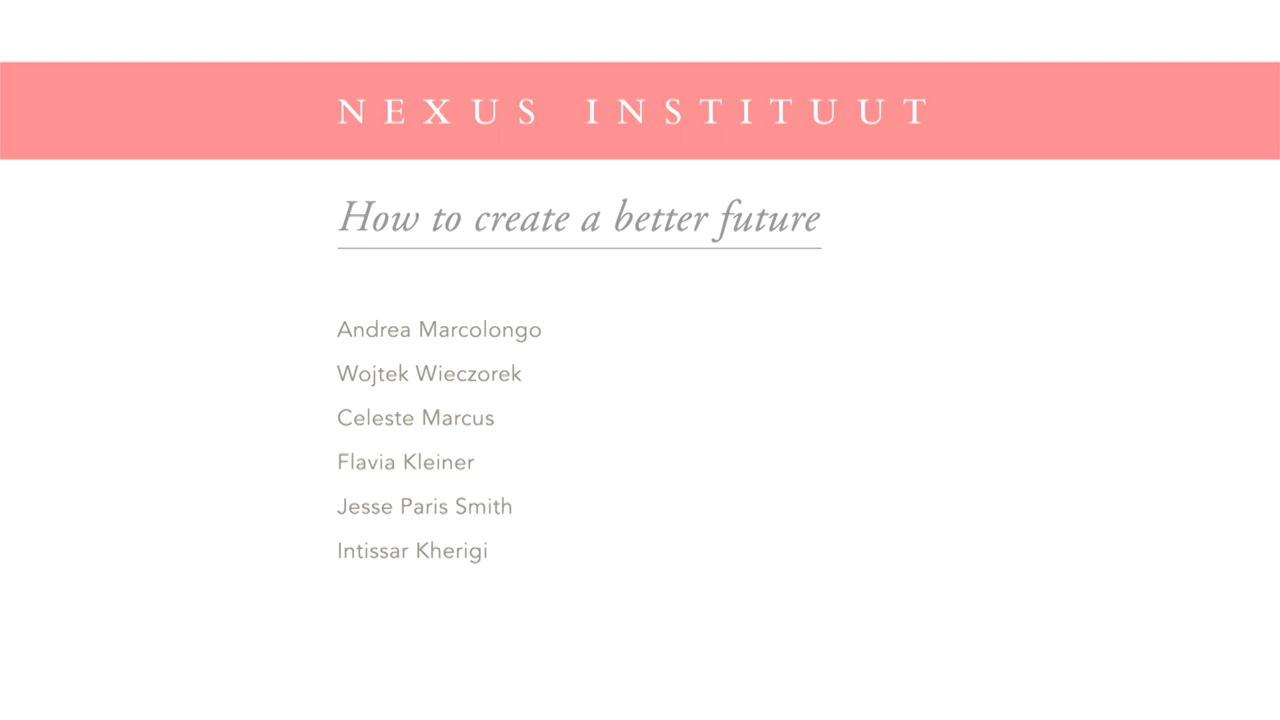 NEXUS INSTITUUT
How to create a better future
Andrea Marcolongo
Wojtek Wieczorek
Celeste Marcus
Flavia Kleiner
Jesse Paris Smith
Intissar Kherigi